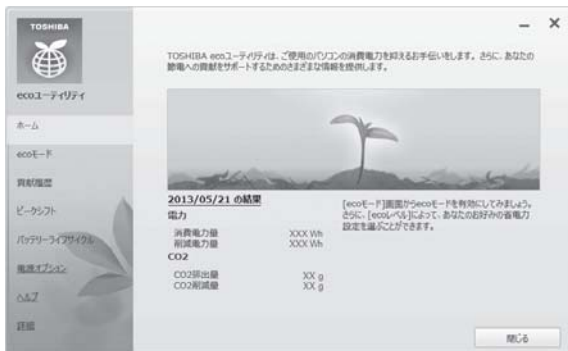 TOSHIBA
ecoユーティリティ
ホーム
ecoモード
貢献履歴
ピークシフト
バッテリーライフサイクル
電源オプション
ヘルプ
詳細
TOSHIBA ecoユーティリティは、ご使用のパソコンの消費電力を抑えるお手伝いをします。さらに、あなたの
節電への貢献をサポートするためのさまざまな情報を提供します。
2013/05/21 の結果
電力
消費電力量 XXX Wh
削減電力量 XXX Wh
CO2
CO2排出量 XX g
CO2削減量 XX g
[ecoモード]画面からecoモードを有効にしてみましょう。
さらに、[ecoレベル]によって、あなたのお好みの省電力
設定を選ぶことができます。
閉じる